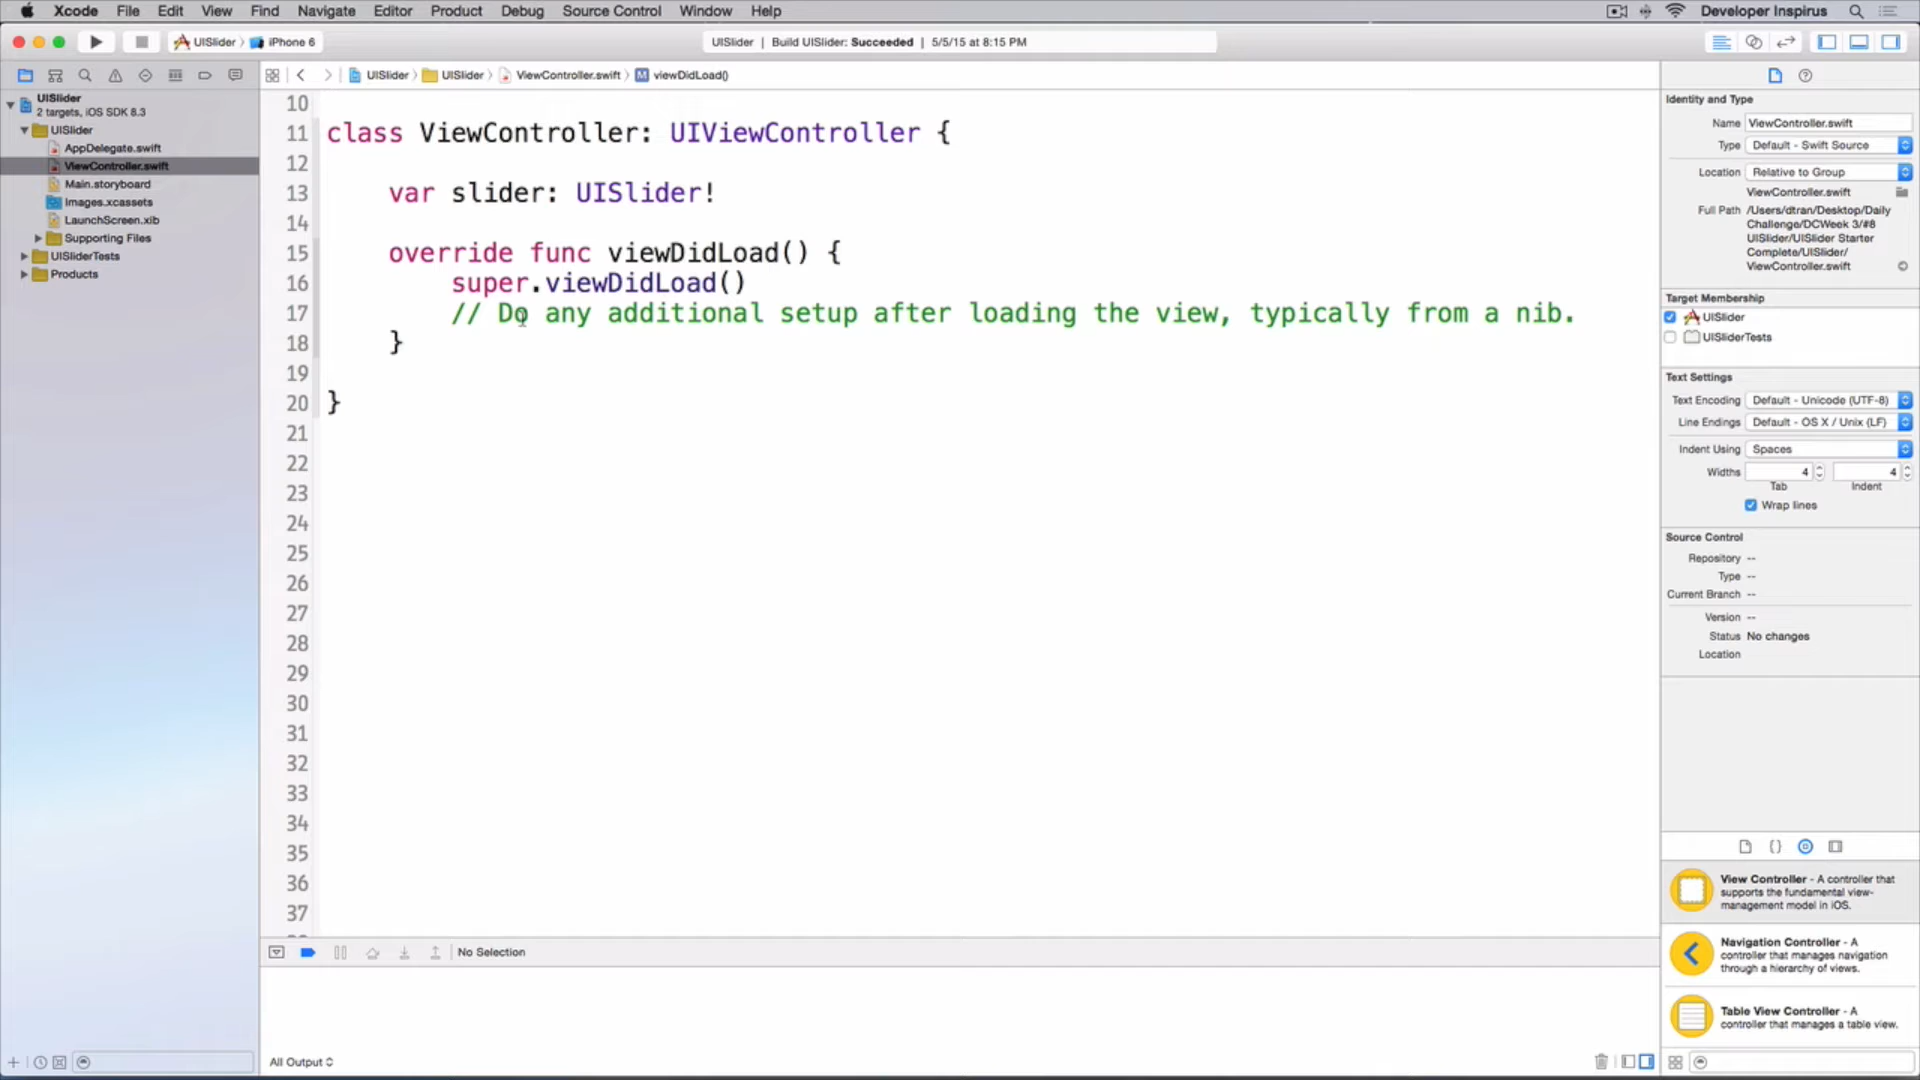 Xcode File Edit View Find Navigate Editor Product Debug Source Control Window Help Developer Inspirus
UISlider iPhone 6
UISlider | Build UISlider: Succeeded | 5/5/15 at 8:15 PM
UISlider
2 targets, iOS SDK 8.3
UISlider
AppDelegate.swift
ViewController.swift
Main.storyboard
Images.xcassets
LaunchScreen.xib
Supporting Files
UISliderTests
Products
UISlider UISlider ViewController.swift M viewDidLoad()
10
11 class ViewController: UIViewController {
12
13 var slider: UISlider!
14
15 override func viewDidLoad() {
16 super.viewDidLoad()
17 // Do any additional setup after loading the view, typically from a nib.
18 }
19
20 }
21
22
23
24
25
26
27
28
29
30
31
32
33
34
35
36
37
No Selection
All Output
Identity and Type
Name ViewController.swift
Type Default - Swift Source
Location Relative to Group
ViewController.swift
Full Path /Users/dtran/Desktop/Daily
Challenge/DCWeek 3/#8
UISlider/UISlider Starter
Complete/UISlider/
ViewController.swift
Target Membership
UISlider
UISliderTests
Text Settings
Text Encoding Default - Unicode (UTF-8)
Line Endings Default - OS X / Unix (LF)
Indent Using Spaces
Widths 4 4
Tab Indent
Wrap lines
Source Control
Repository --
Type --
Current Branch --
Version --
Status No changes
Location
View Controller - A controller that
supports the fundamental view-
management model in iOS.
Navigation Controller - A
controller that manages navigation
through a hierarchy of views.
Table View Controller - A
controller that manages a table view.